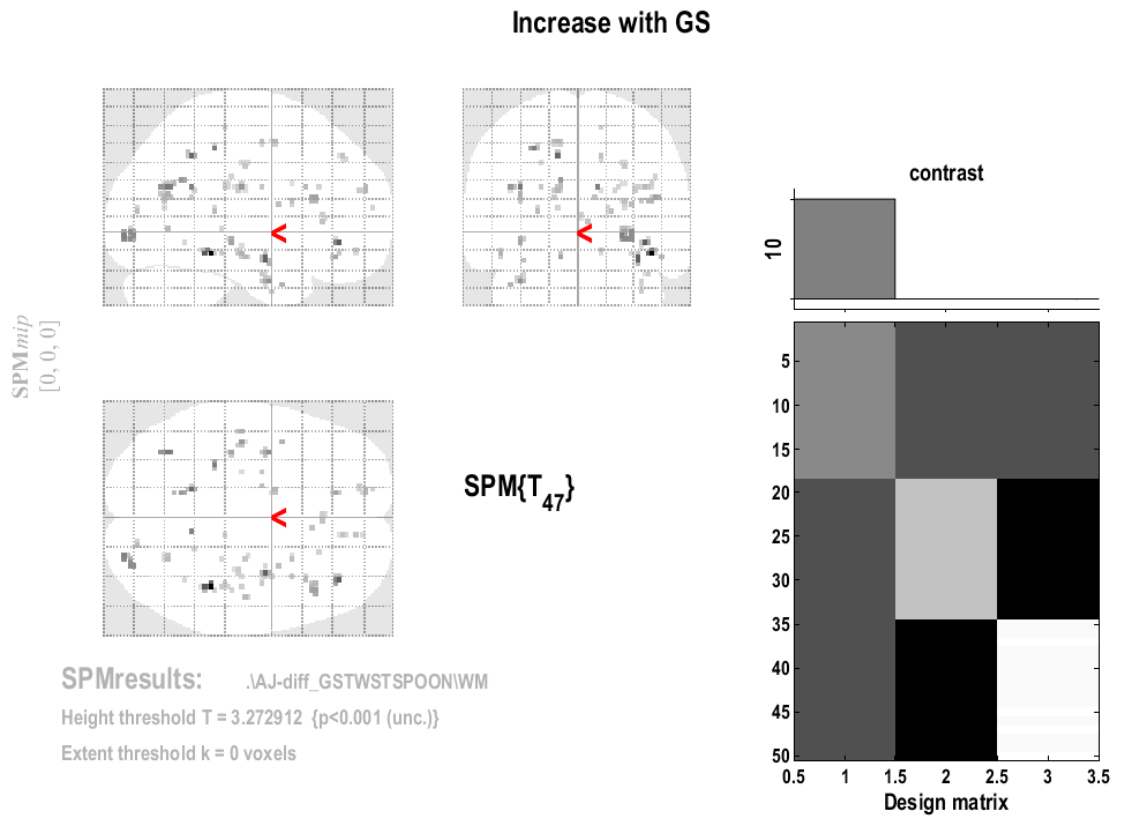 Increase with GS
SPMmip
[0, 0, 0]
<
<
<
SPM{T47}
contrast
10
5
10
15
20
25
30
35
40
45
50
0.5 1 1.5 2 2.5 3 3.5
Design matrix
SPMresults: .\AJ-diff_GSTWSTSPOON\WM
Height threshold T = 3.272912 {p<0.001 (unc.)}
Extent threshold k = 0 voxels